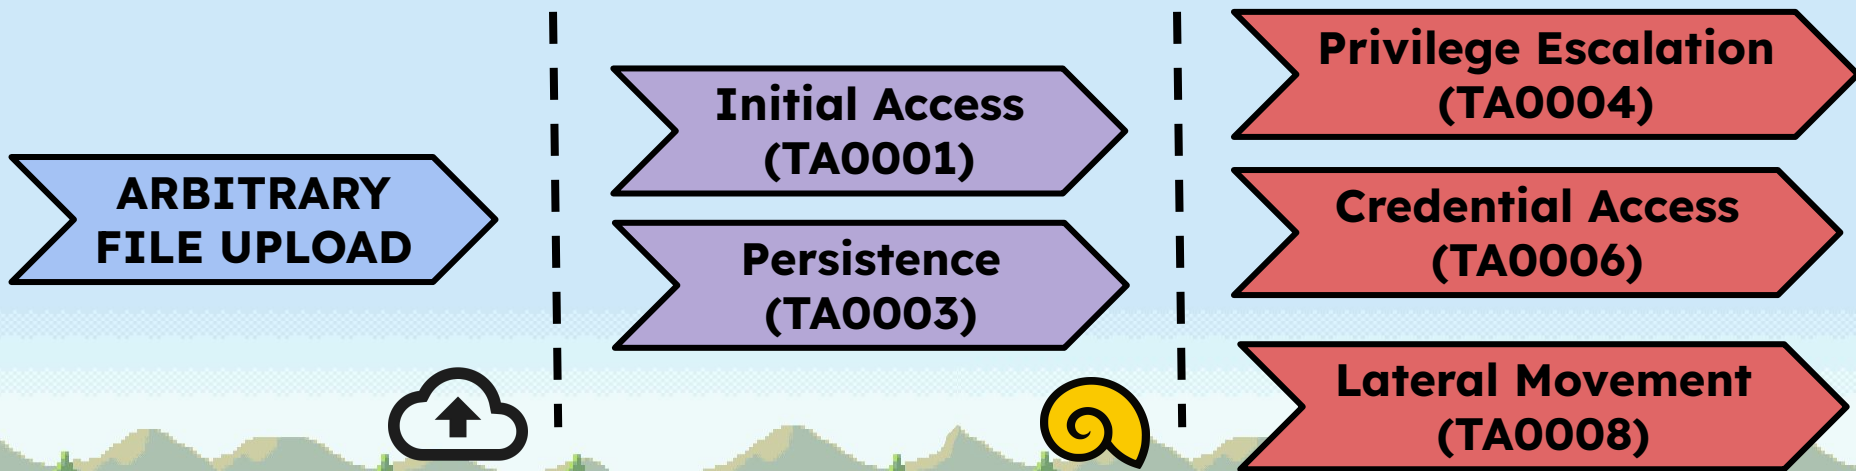 ARBITRARY
FILE UPLOAD
Initial Access
(TA0001)
Persistence
(TA0003)
Privilege Escalation
(TA0004)
Credential Access
(TA0006)
Lateral Movement
(TA0008)